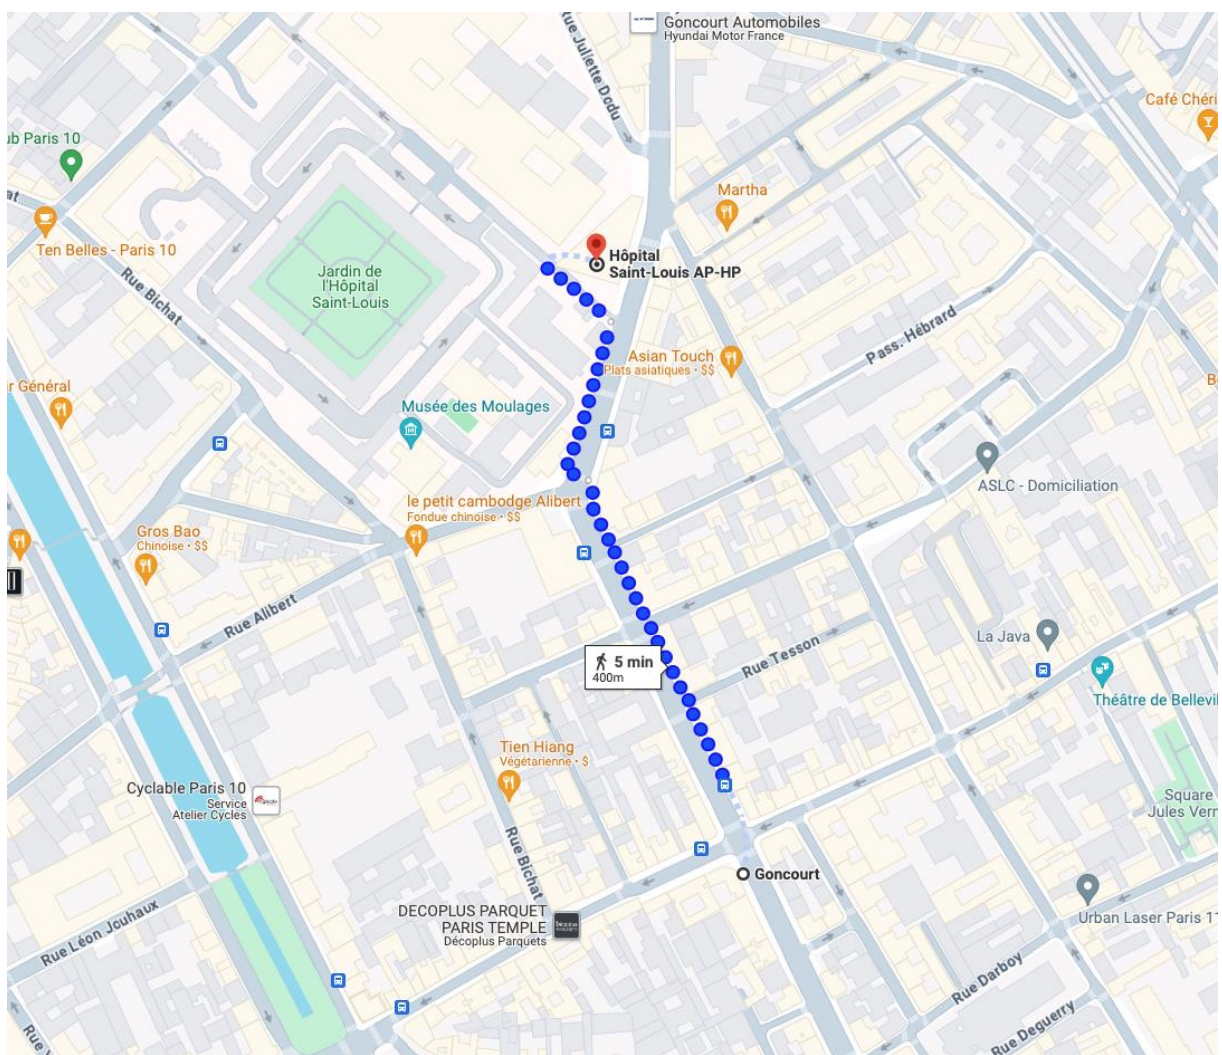 Goncourt Automobiles
Hyundai Motor France
Rue Juliette Dodu
Café Chéri
ub Paris 10
Martha
Ten Belles - Paris 10
Hôpital
Saint-Louis AP-HP
Jardin de
l'Hôpital
Saint-Louis
Rue Bichat
Pass. Hébrard
Asian Touch
Plats asiatiques • $$
r Général
Musée des Moulages
ASLC - Domiciliation
le petit cambodge Alibert
Fondue chinoise • $$
Gros Bao
Chinoise • $$
Rue Alibert
La Java
Rue Tesson
5 min
400m
Théâtre de Bellevil
Tien Hiang
Végétarienne • $
Cyclable Paris 10
Service
Atelier Cycles
Square
Jules Vern
Rue Bichat
Goncourt
DECOPLUS PARQUET
PARIS TEMPLE
Décoplus Parquets
Urban Laser Paris 11
Rue Léon Jouhaux
Rue Darboy
Rue Deguerry